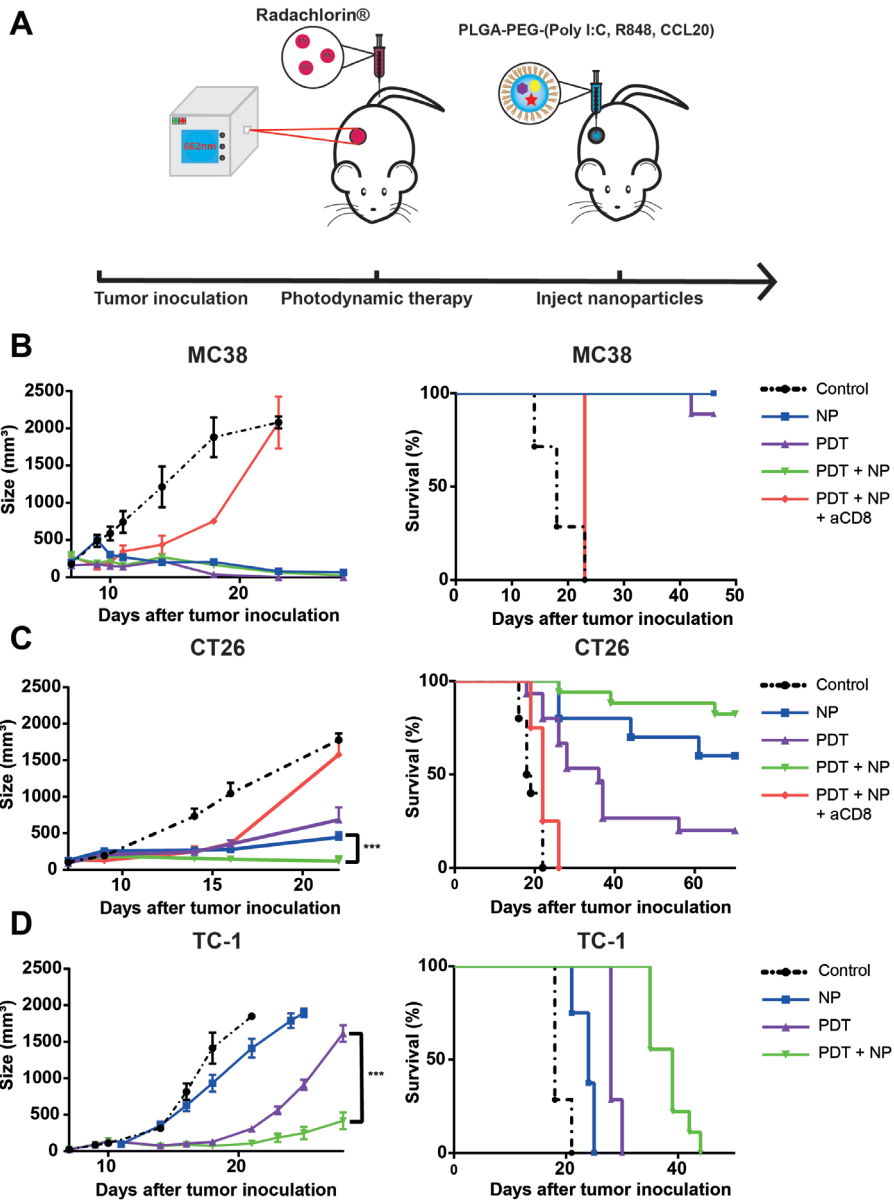 A
Radachlorin®
PLGA-PEG-(Poly I:C, R848, CCL20)
662nm
Tumor inoculation
Photodynamic therapy
Inject nanoparticles
B
MC38
2500
2000
1500
1000
500
0
10
20
Size (mm³)
Days after tumor inoculation
MC38
100
50
0
0
10
20
30
40
50
Survival (%)
Days after tumor inoculation
Control
NP
PDT
PDT + NP
PDT + NP
+ aCD8
C
CT26
2500
2000
1500
1000
500
0
10
15
20
Size (mm³)
Days after tumor inoculation
***
CT26
100
50
0
0
20
40
60
Survival (%)
Days after tumor inoculation
Control
NP
PDT
PDT + NP
PDT + NP
+ aCD8
D
TC-1
2500
2000
1500
1000
500
0
10
20
Size (mm³)
Days after tumor inoculation
***
TC-1
100
50
0
0
20
40
Survival (%)
Days after tumor inoculation
Control
NP
PDT
PDT + NP